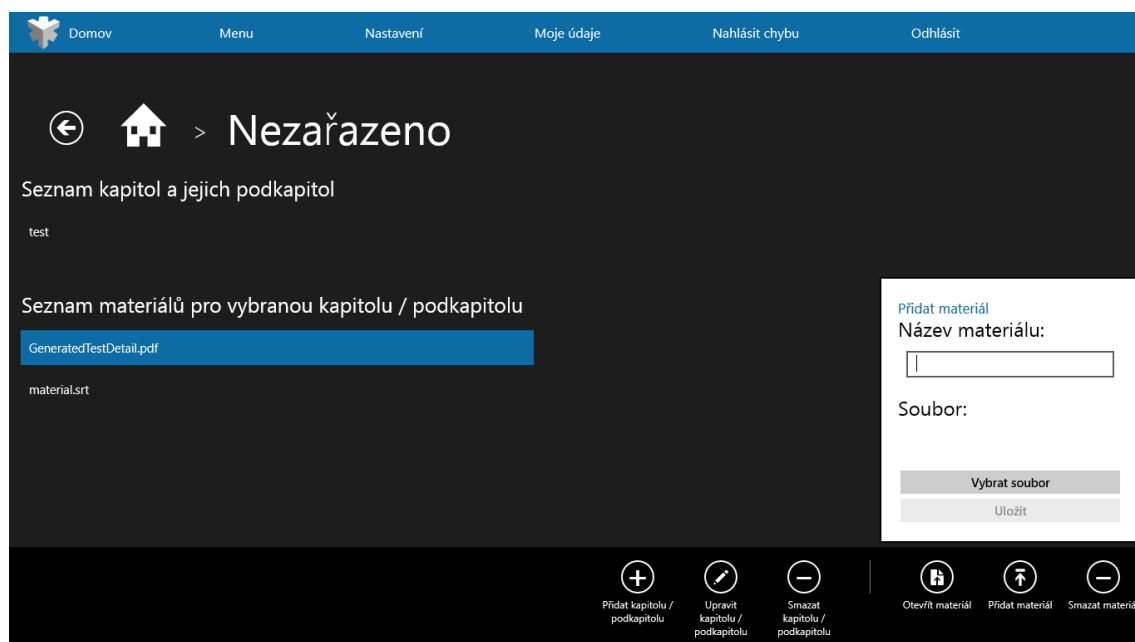 Domov Menu Nastavení Moje údaje Nahlásit chybu Odhlásit
> Nezařazeno
Seznam kapitol a jejich podkapitol
test
Seznam materiálů pro vybranou kapitolu / podkapitolu
GeneratedTestDetail.pdf
material.srt
Přidat materiál
Název materiálu:
Soubor:
Vybrat soubor
Uložit
Přidat kapitolu /
podkapitolu
Upravit
kapitolu /
podkapitolu
Smazat
kapitolu /
podkapitolu
Otevřít materiál
Přidat materiál
Smazat materiá